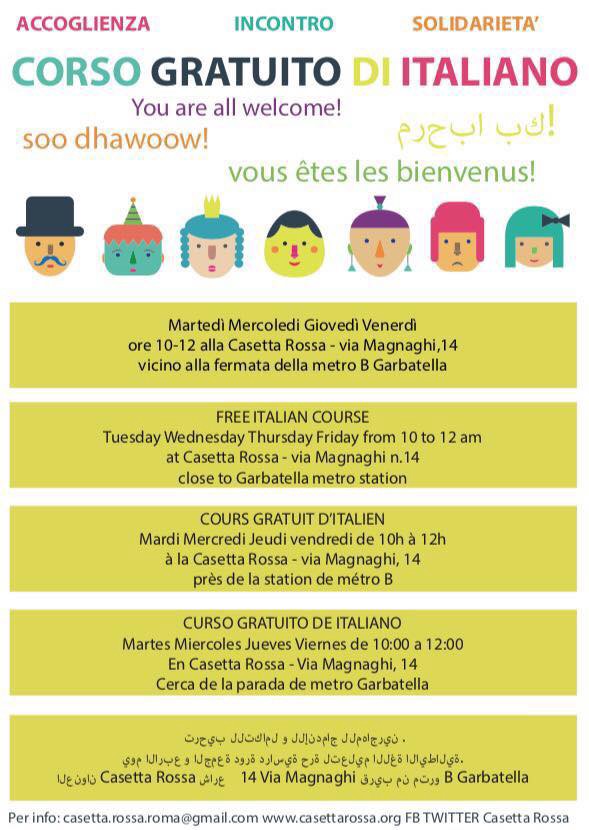 ACCOGLIENZA INCONTRO SOLIDARIETA'
CORSO GRATUITO DI ITALIANO
You are all welcome!
soo dhawoow!
مرحبا بك!
vous êtes les bienvenus!
Martedì Mercoledi Giovedì Venerdì
ore 10-12 alla Casetta Rossa - via Magnaghi,14
vicino alla fermata della metro B Garbatella
FREE ITALIAN COURSE
Tuesday Wednesday Thursday Friday from 10 to 12 am
at Casetta Rossa - via Magnaghi n.14
close to Garbatella metro station
COURS GRATUIT D'ITALIEN
Mardi Mercredi Jeudi vendredi de 10h à 12h
à la Casetta Rossa - via Magnaghi, 14
près de la station de métro B
CURSO GRATUITO DE ITALIANO
Martes Miercoles Jueves Viernes de 10:00 a 12:00
En Casetta Rossa - Via Magnaghi, 14
Cerca de la parada de metro Garbatella
ترحيب للتكامل و للإندماج للمهاجرين .
يوم الاربع و الجمعة دورة دراسية حرة لتعليم اللغة الايطالية.
العنوان Casetta Rossa شارع 14 Via Magnaghi قريب من مترو B Garbatella
Per info: casetta.rossa.roma@gmail.com www.casettarossa.org FB TWITTER Casetta Rossa